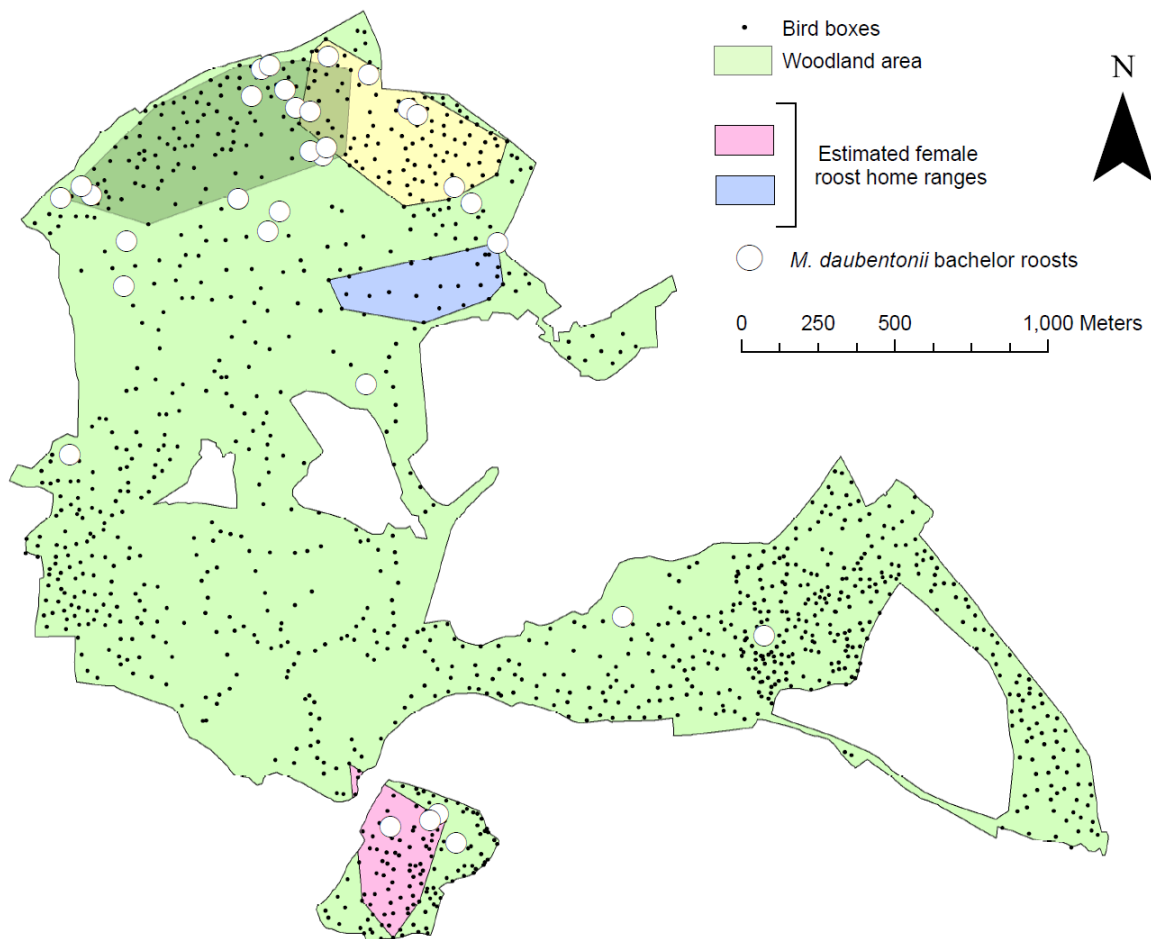 Bird boxes
Woodland area
N
Estimated female
roost home ranges
M. daubentonii bachelor roosts
0 250 500 1,000 Meters